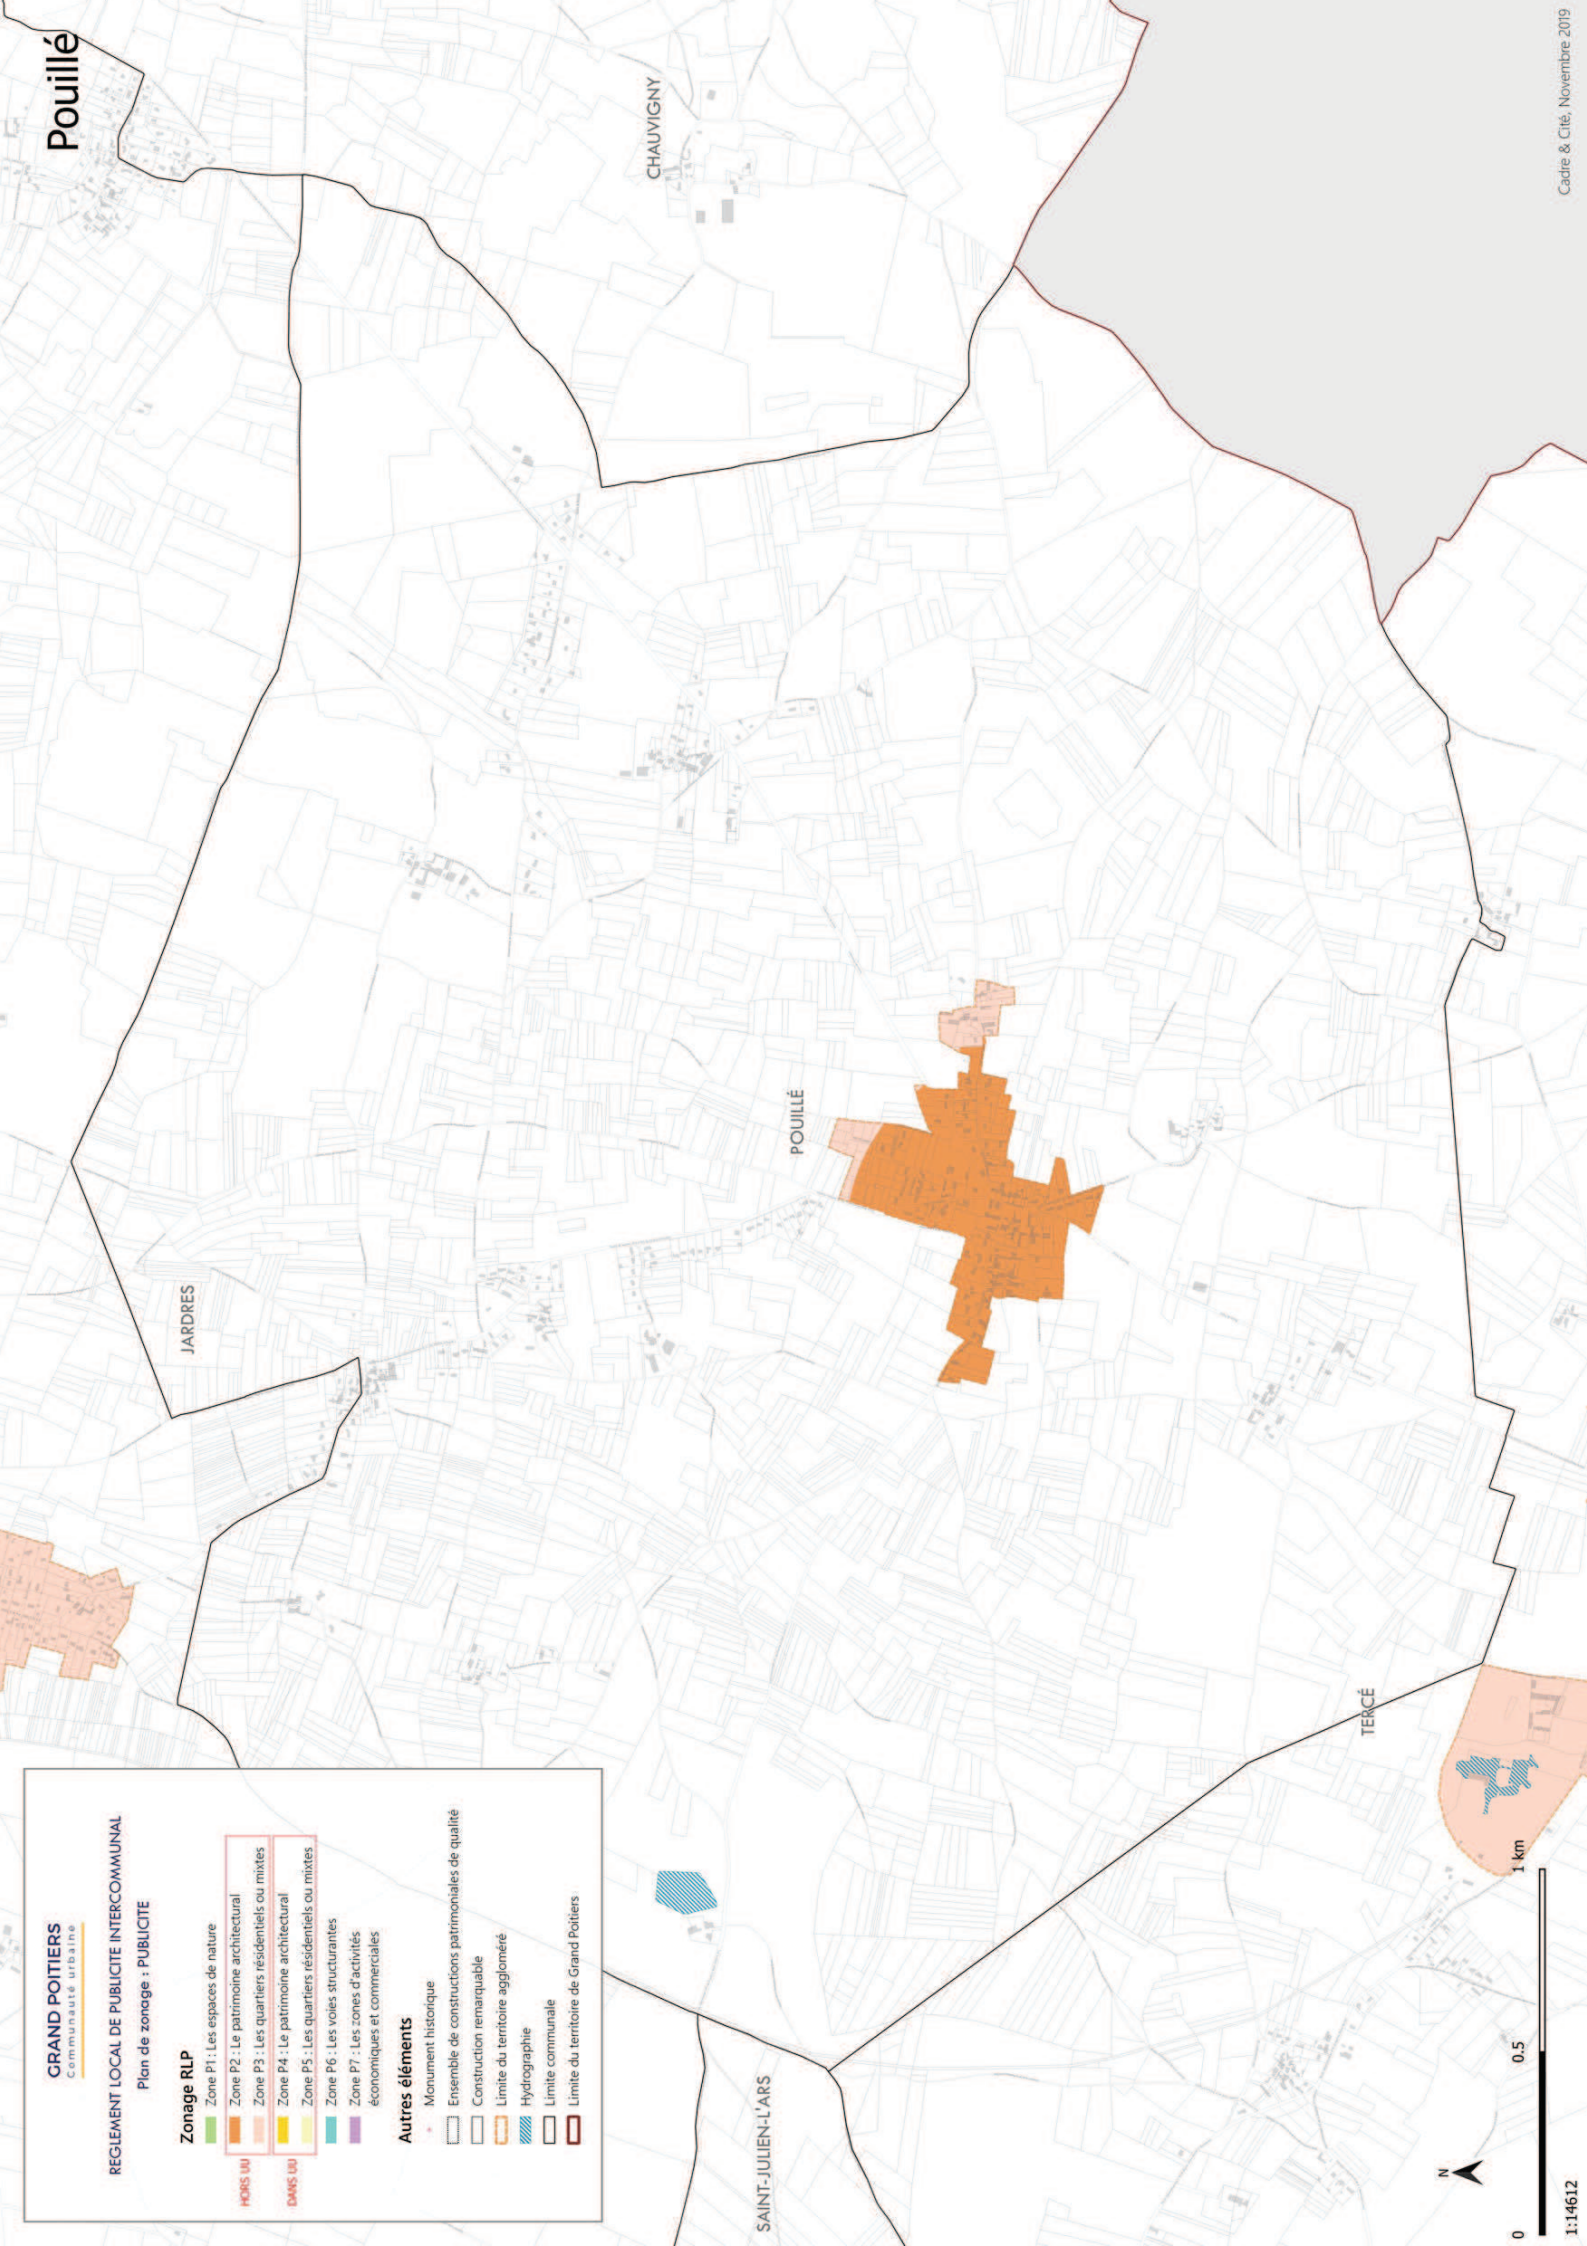 Pouillé
GRAND POITIERS
Communauté urbaine
REGLEMENT LOCAL DE PUBLICITE INTERCOMMUNAL
Plan de zonage : PUBLICITE
Zonage RLP
Zone P1 : Les espaces de nature
HORS UU
Zone P2 : Le patrimoine architectural
Zone P3 : Les quartiers résidentiels ou mixtes
DANS UU
Zone P4 : Le patrimoine architectural
Zone P5 : Les quartiers résidentiels ou mixtes
Zone P6 : Les voies structurantes
Zone P7 : Les zones d'activités
économiques et commerciales
Autres éléments
Monument historique
Ensemble de constructions patrimoniales de qualité
Construction remarquable
Limite du territoire aggloméré
Hydrographie
Limite communale
Limite du territoire de Grand Poitiers
JARDRES
CHAUVIGNY
POUILLÉ
SAINT-JULIEN-L'ARS
TERCÉ
N
0 0.5 1 km
1:14612
Cadre & Cité, Novembre 2019